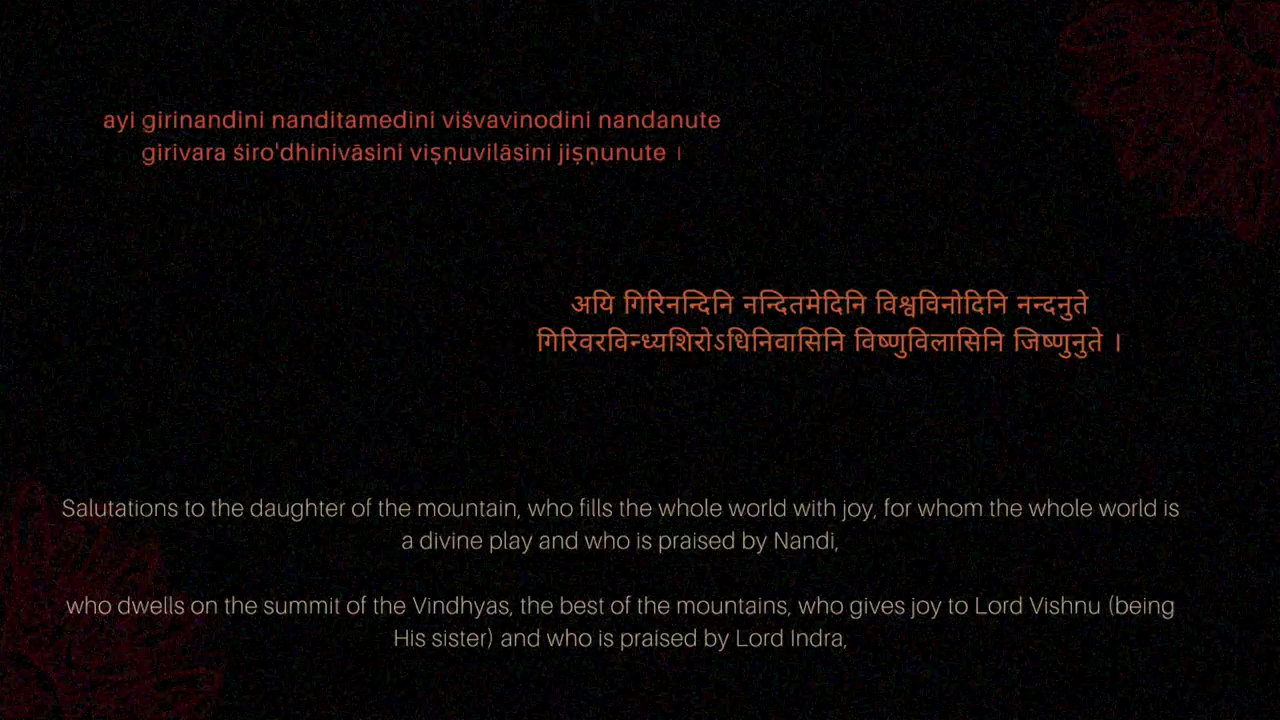 ayi girinandini nanditamedini viśvavinodini nandanute
girivara śiro'dhinivāsini viṣṇuvilāsini jiṣṇunute ।
अयि गिरिनन्दिनि नन्दितमेदिनि विश्वविनोदिनि नन्दनुते
गिरिवरविन्ध्यशिरोऽधिनिवासिनि विष्णुविलासिनि जिष्णुनुते ।
Salutations to the daughter of the mountain, who fills the whole world with joy, for whom the whole world is
a divine play and who is praised by Nandi,
who dwells on the summit of the Vindhyas, the best of the mountains, who gives joy to Lord Vishnu (being
His sister) and who is praised by Lord Indra,